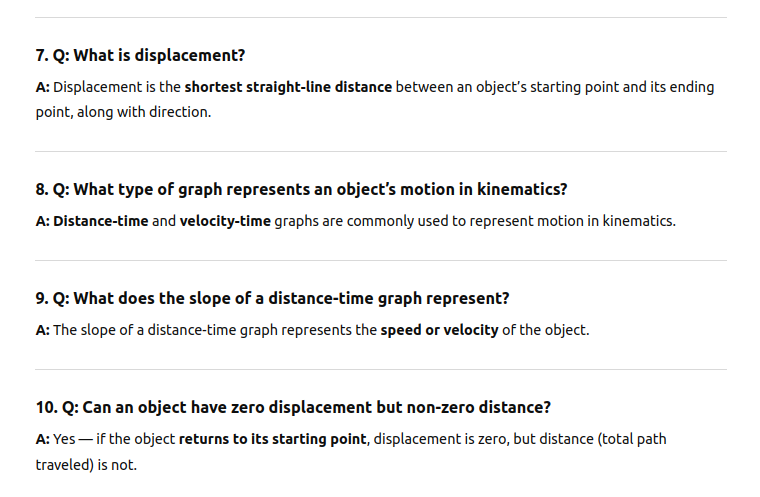 7. Q: What is displacement?
A: Displacement is the shortest straight-line distance between an object’s starting point and its ending
point, along with direction.
8. Q: What type of graph represents an object’s motion in kinematics?
A: Distance-time and velocity-time graphs are commonly used to represent motion in kinematics.
9. Q: What does the slope of a distance-time graph represent?
A: The slope of a distance-time graph represents the speed or velocity of the object.
10. Q: Can an object have zero displacement but non-zero distance?
A: Yes — if the object returns to its starting point, displacement is zero, but distance (total path
traveled) is not.